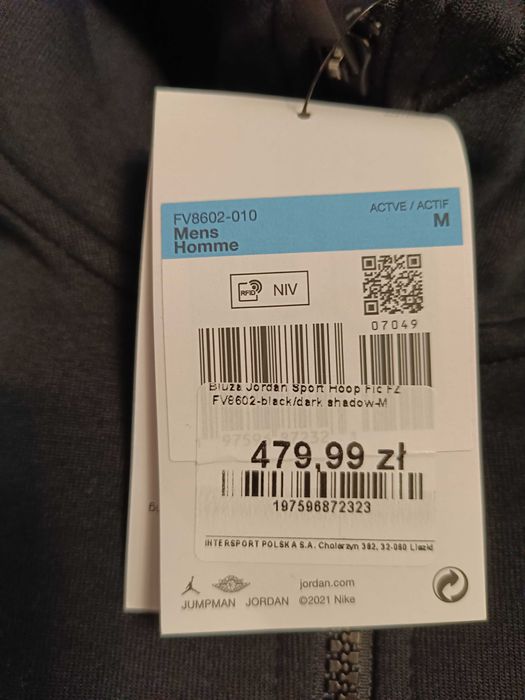 FV8602-010
ACTVE / ACTIF
Mens
M
Homme
RFID NIV
07049
Bluza Jordan Sport Hoop Flc FZ
FV8602-black/dark shadow-M
479,99 zł
197596872323
INTERSPORT POLSKA S.A. Cholerzyn 382, 32-060 Liszki
jordan.com
JUMPMAN JORDAN ©2021 Nike